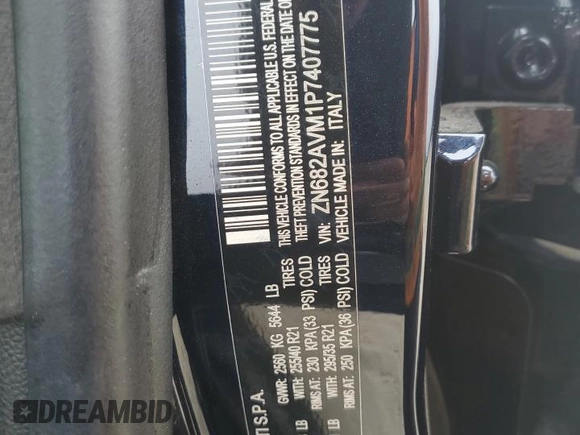 TI S.P.A.
GVWR: 2560 KG 5644 LB
LB WITH: 255/40 R21 TIRES
RIMS AT: 230 KPA(33 PSI) COLD
LB WITH: 295/35 R21 TIRES
RIMS AT: 250 KPA(36 PSI) COLD
THIS VEHICLE CONFORMS TO ALL APPLICABLE U.S. FEDERAL
THEFT PREVENTION STANDARDS IN EFFECT ON THE DATE O
VIN: ZN682AVM1P7407775
VEHICLE MADE IN: ITALY
DREAMBID